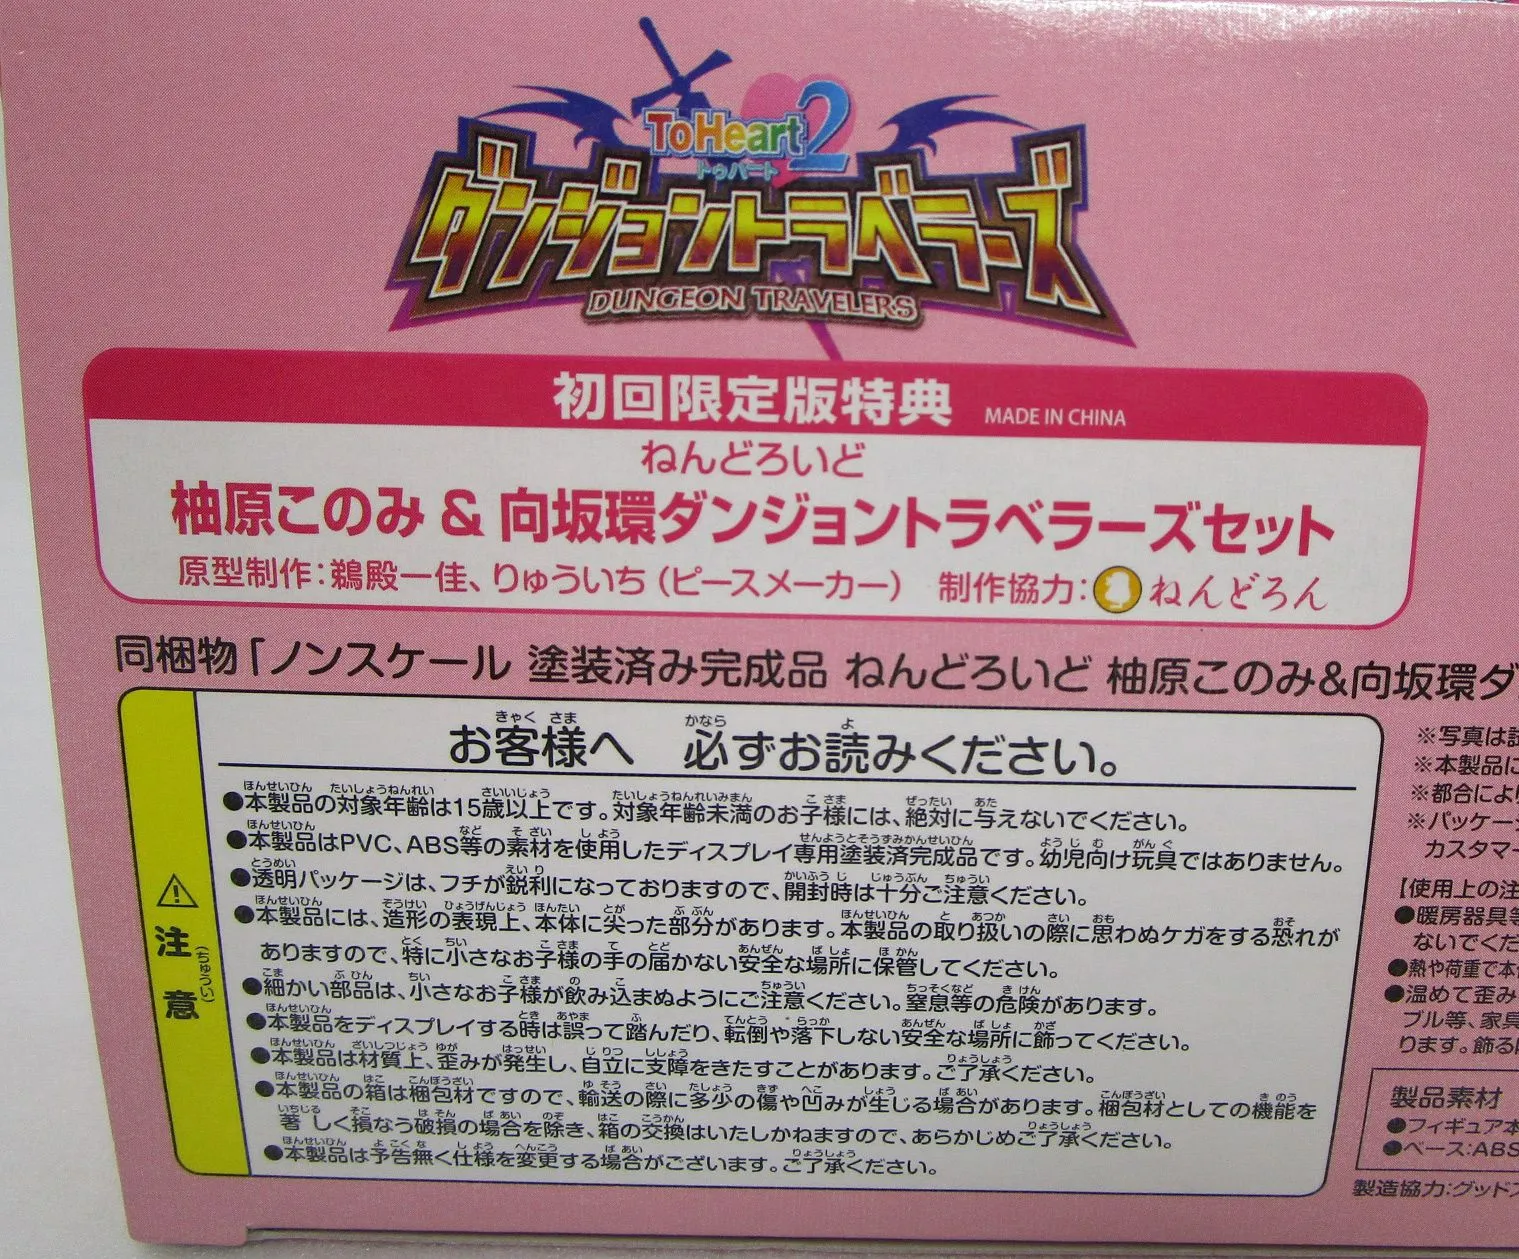 ToHeart2
トゥハート
ダンジョントラベラーズ
DUNGEON TRAVELERS
初回限定版特典 MADE IN CHINA
ねんどろいど
柚原このみ & 向坂環ダンジョントラベラーズセット
原型制作：鵜殿一佳、りゅういち（ピースメーカー） 制作協力：ねんどろん
同梱物「ノンスケール 塗装済み完成品 ねんどろいど 柚原このみ&向坂環ダ
⚠注意(ちゅうい)
お客様へ 必ずお読みください。
●本製品の対象年齢は15歳以上です。対象年齢未満のお子様には、絶対に与えないでください。
●本製品はPVC、ABS等の素材を使用したディスプレイ専用塗装済完成品です。幼児向け玩具ではありません。
●透明パッケージは、フチが鋭利になっておりますので、開封時は十分ご注意ください。
●本製品には、造形の表現上、本体に尖った部分があります。本製品の取り扱いの際に思わぬケガをする恐れが
ありますので、特に小さなお子様の手の届かない安全な場所に保管してください。
●細かい部品は、小さなお子様が飲み込まぬようにご注意ください。窒息等の危険があります。
●本製品をディスプレイする時は誤って踏んだり、転倒や落下しない安全な場所に飾ってください。
●本製品は材質上、歪みが発生し、自立に支障をきたすことがあります。ご了承ください。
●本製品の箱は梱包材ですので、輸送の際に多少の傷や凹みが生じる場合があります。梱包材としての機能を
著しく損なう破損の場合を除き、箱の交換はいたしかねますので、あらかじめご了承ください。
●本製品は予告無く仕様を変更する場合がございます。ご了承ください。
※写真は試
※本製品に
※都合によ
※パッケー
カスタマー
【使用上の注
●暖房器具等
ないでくだ
●熱や荷重で本
●温めて歪み
ブル等、家具
ります。飾る
製品素材
●フィギュア本
●ベース:ABS
製造協力:グッドス